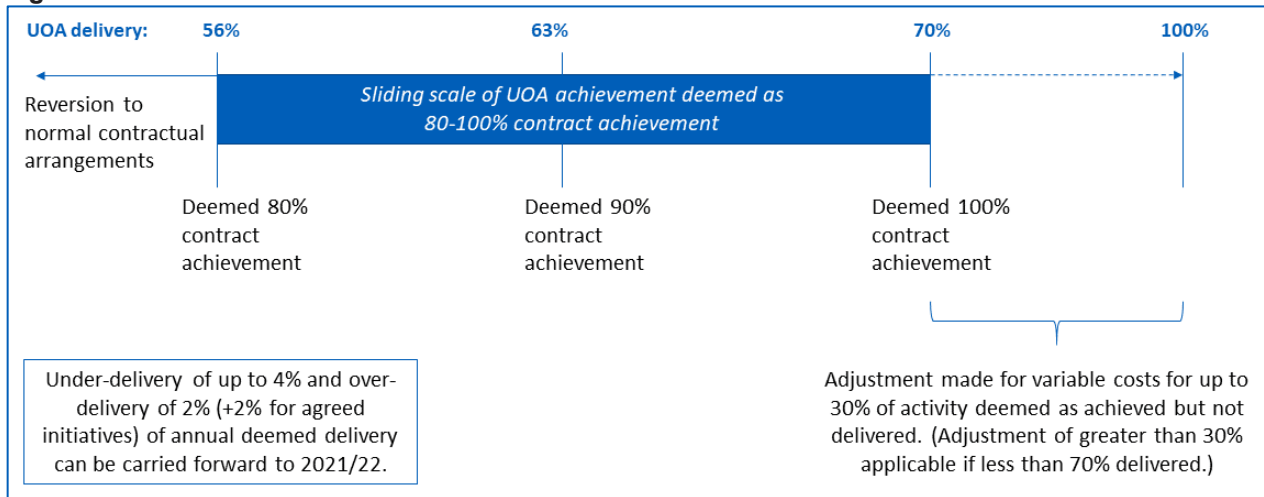 UOA delivery: 56% 63% 70% 100%
Reversion to
normal contractual
arrangements
Sliding scale of UOA achievement deemed as
80-100% contract achievement
Deemed 80%
contract
achievement
Deemed 90%
contract
achievement
Deemed 100%
contract
achievement
Under-delivery of up to 4% and over-
delivery of 2% (+2% for agreed
initiatives) of annual deemed delivery
can be carried forward to 2021/22.
Adjustment made for variable costs for up to
30% of activity deemed as achieved but not
delivered. (Adjustment of greater than 30%
applicable if less than 70% delivered.)